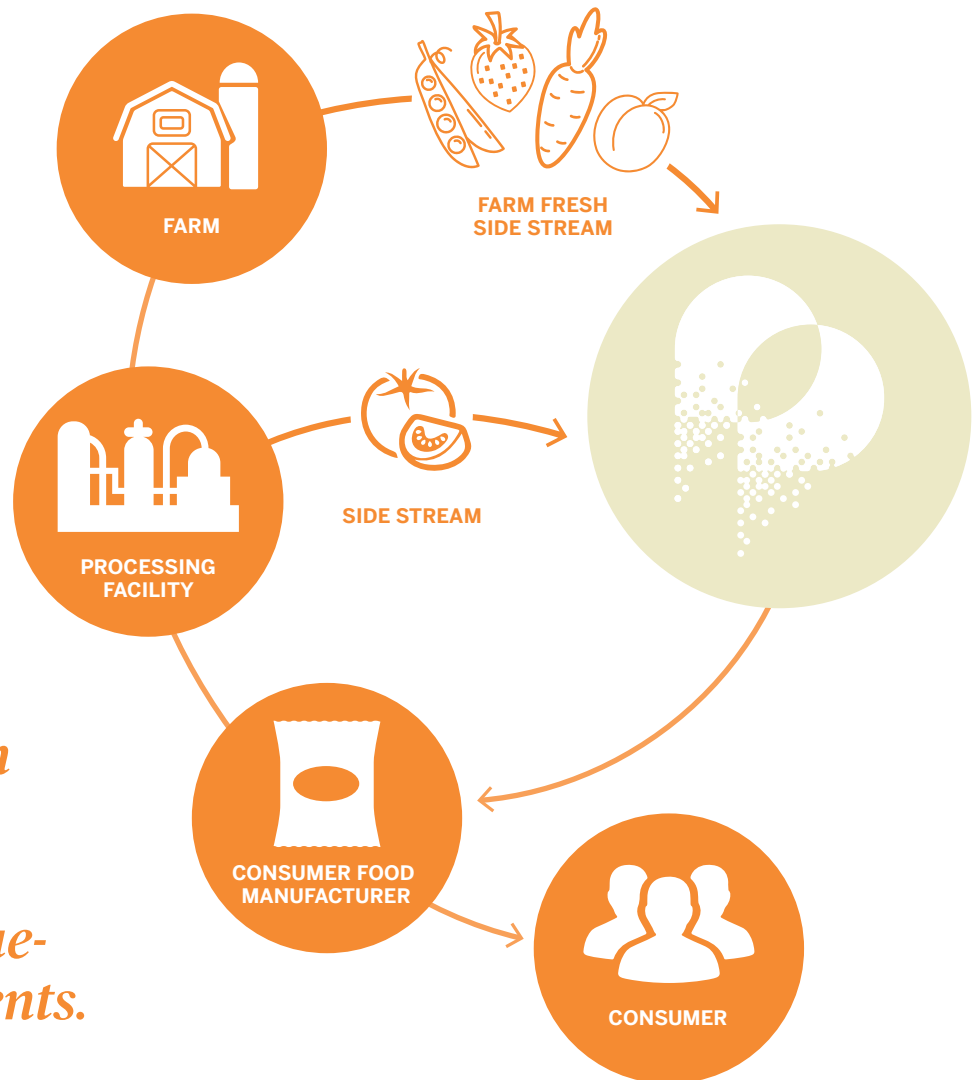 FARM
FARM FRESH
SIDE STREAM
SIDE STREAM
PROCESSING
FACILITY
CONSUMER FOOD
MANUFACTURER
CONSUMER